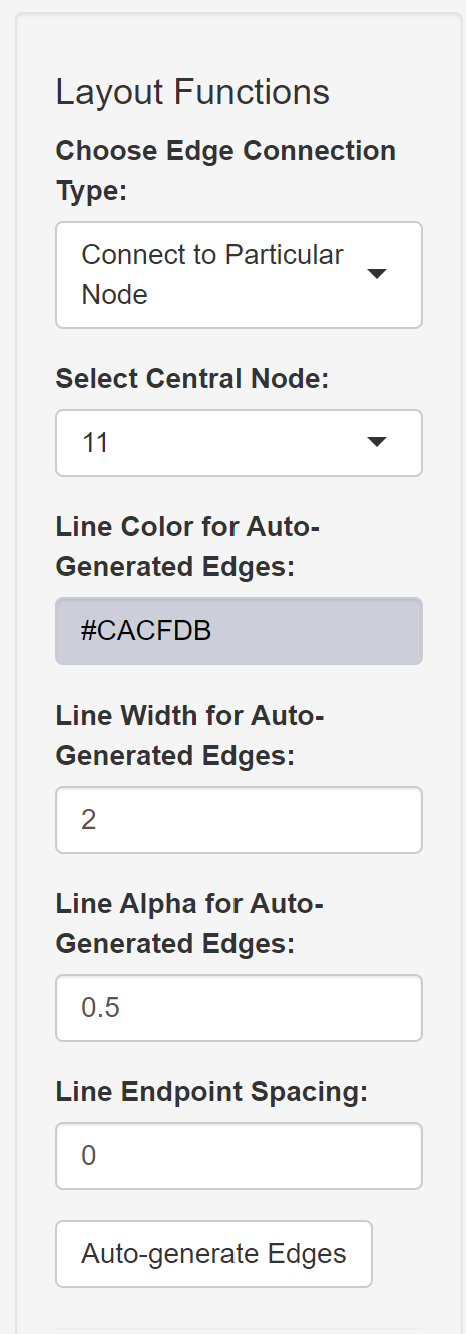 Layout Functions
Choose Edge Connection
Type:
Connect to Particular
Node
Select Central Node:
11
Line Color for Auto-
Generated Edges:
#CACFDB
Line Width for Auto-
Generated Edges:
2
Line Alpha for Auto-
Generated Edges:
0.5
Line Endpoint Spacing:
0
Auto-generate Edges